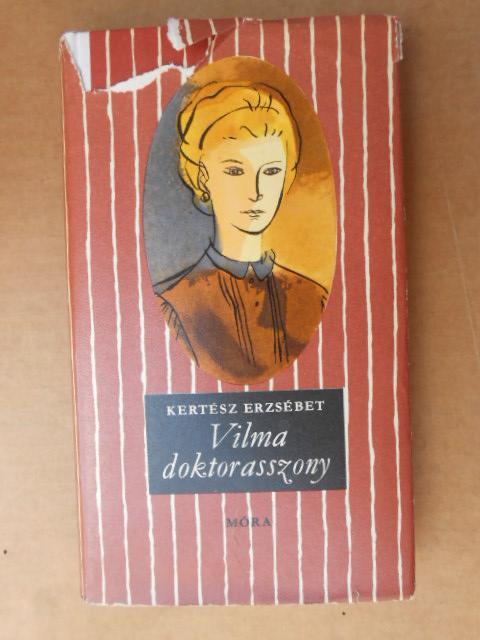 KERTÉSZ ERZSÉBET
Vilma
doktorasszony
MÓRA